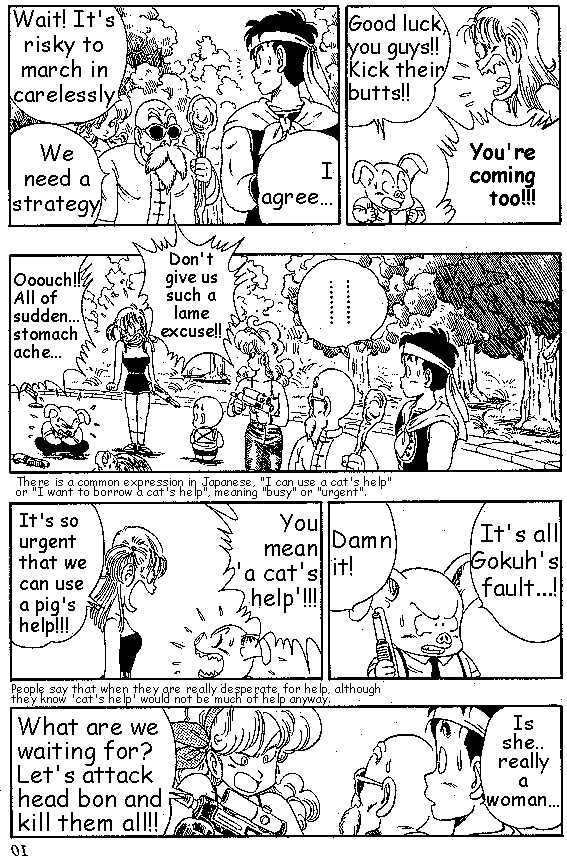 Wait! It's
risky to
march in
carelessly
We
need a
strategy
I
agree...
Good luck,
you guys!!
Kick their
butts!!
You're
coming
too!!!
Ooouch!!
All of
sudden...
stomach
ache...
Don't
give us
such a
lame
excuse!!
There is a common expression in Japanese, "I can use a cat's help"
or "I want to borrow a cat's help", meaning "busy" or "urgent".
It's so
urgent
that we
can use
a pig's
help!!!
You
mean
'a cat's
help'!!!
Damn
it!
It's all
Gokuh's
fault...!
People say that when they are really desperate for help, although
they know 'cat's help' would not be much of help anyway.
What are we
waiting for?
Let's attack
head bon and
kill them all!!
Is
she..
really
a
woman...
01